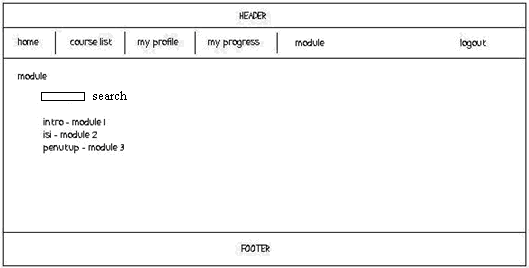 HEADER
home course list my profile my progress module logout
module
search
intro - module 1
isi - module 2
penutup - module 3
FOOTER